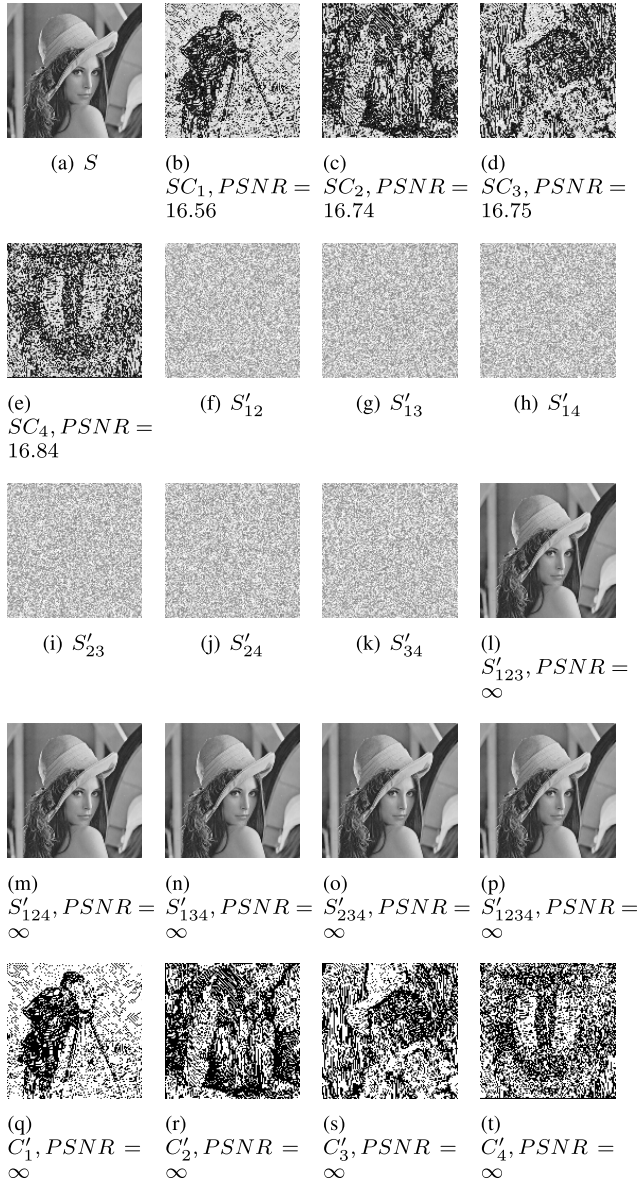 (a) S
(b)
SC₁, PSNR =
16.56
(c)
SC₂, PSNR =
16.74
(d)
SC₃, PSNR =
16.75
(e)
SC₄, PSNR =
16.84
(f) S′₁₂
(g) S′₁₃
(h) S′₁₄
(i) S′₂₃
(j) S′₂₄
(k) S′₃₄
(l)
S′₁₂₃, PSNR =
∞
(m)
S′₁₂₄, PSNR =
∞
(n)
S′₁₃₄, PSNR =
∞
(o)
S′₂₃₄, PSNR =
∞
(p)
S′₁₂₃₄, PSNR =
∞
(q)
C′₁, PSNR =
∞
(r)
C′₂, PSNR =
∞
(s)
C′₃, PSNR =
∞
(t)
C′₄, PSNR =
∞